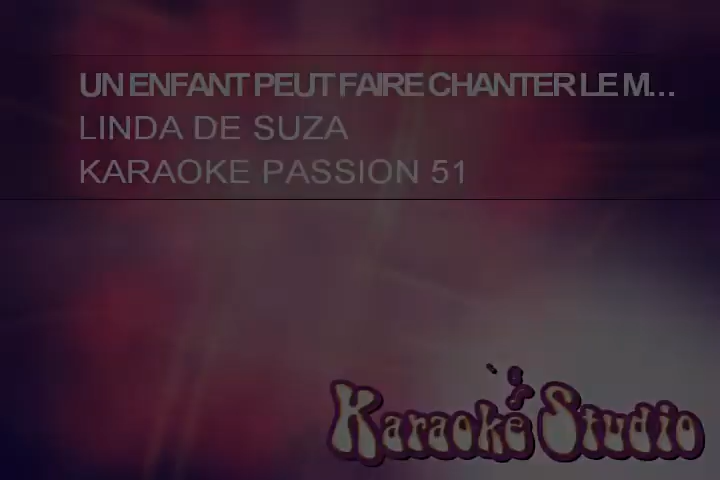 UN ENFANT PEUT FAIRE CHANTER LE M...
LINDA DE SUZA
KARAOKE PASSION 51
Karaoke Studio